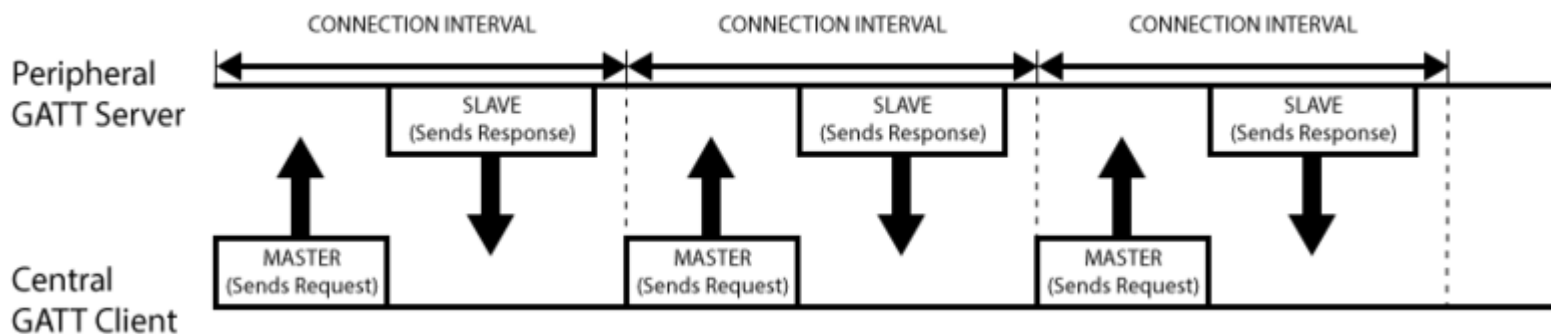 CONNECTION INTERVAL
CONNECTION INTERVAL
CONNECTION INTERVAL
Peripheral
GATT Server
SLAVE
(Sends Response)
SLAVE
(Sends Response)
SLAVE
(Sends Response)
MASTER
(Sends Request)
MASTER
(Sends Request)
MASTER
(Sends Request)
Central
GATT Client